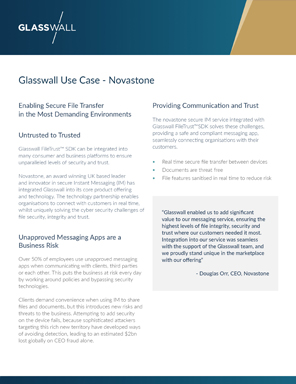 GLASSWALL
Glasswall Use Case - Novastone
Enabling Secure File Transfer
in the Most Demanding Environments
Untrusted to Trusted
Glasswall FileTrust™ SDK can be integrated into
many consumer and business platforms to ensure
unparalleled levels of security and trust.
Novastone, an award winning UK based leader
and innovator in secure Instant Messaging (IM) has
integrated Glasswall into its core product offering
and technology. The technology partnership enables
organisations to connect with customers in real time,
whilst uniquely solving the cyber security challenges of
file security, integrity and trust.
Unapproved Messaging Apps are a
Business Risk
Over 50% of employees use unapproved messaging
apps when communicating with clients, third parties
or each other. This puts the business at risk every day
by working around policies and bypassing security
technologies.
Clients demand convenience when using IM to share
files and documents, but this introduces new risks and
threats to the business. Attempting to add security
on the device fails, because sophisticated attackers
targeting this rich new territory have developed ways
of avoiding detection, leading to an estimated $2bn
lost globally on CEO fraud alone.
Providing Communication and Trust
The novastone secure IM service integrated with
Glasswall FileTrust™SDK solves these challenges,
providing a safe and compliant messaging app,
seamlessly connecting organisations with their
customers.
• Real time secure file transfer between devices
• Documents are threat free
• File features sanitised in real time to reduce risk
"Glasswall enabled us to add significant
value to our messaging service, ensuring the
highest levels of file integrity, security and
trust where our customers needed it most.
Integration into our service was seamless
with the support of the Glasswall team, and
we proudly stand unique in the marketplace
with our offering"
- Douglas Orr, CEO, Novastone